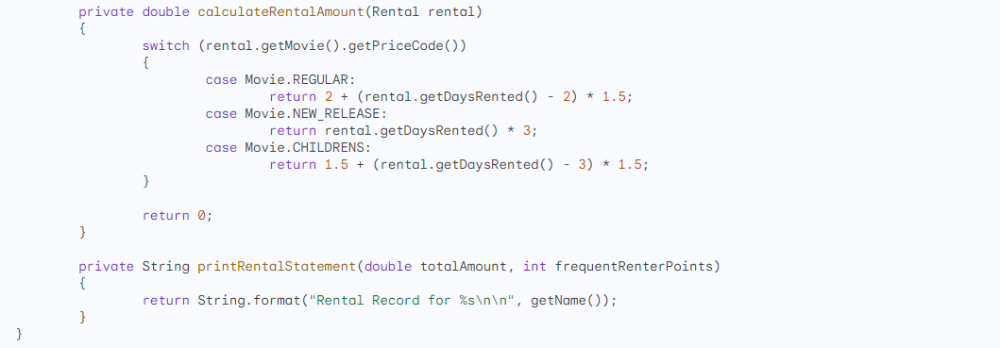 private double calculateRentalAmount(Rental rental)
{
switch (rental.getMovie().getPriceCode())
{
case Movie.REGULAR:
return 2 + (rental.getDaysRented() - 2) * 1.5;
case Movie.NEW_RELEASE:
return rental.getDaysRented() * 3;
case Movie.CHILDRENS:
return 1.5 + (rental.getDaysRented() - 3) * 1.5;
}
return 0;
}
private String printRentalStatement(double totalAmount, int frequentRenterPoints)
{
return String.format("Rental Record for %s\n\n", getName());
}
}